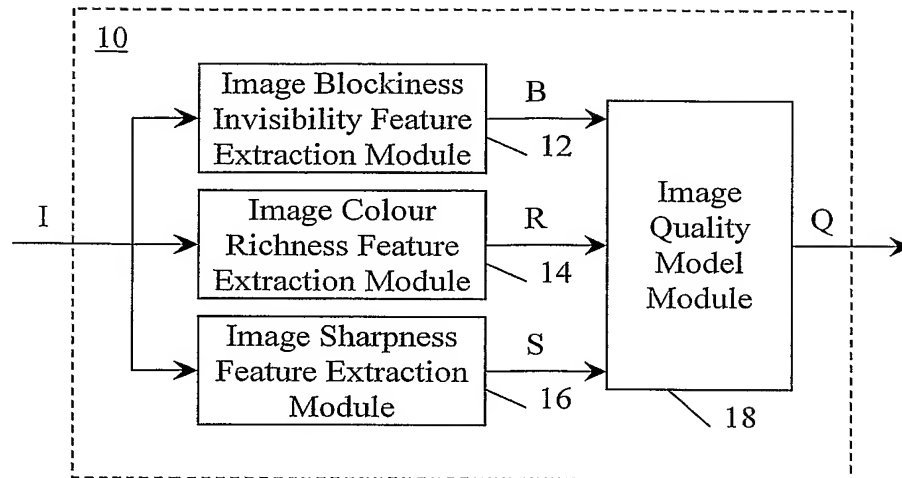 10
Image Blockiness
Invisibility Feature
Extraction Module
B
12
I
Image Colour
Richness Feature
Extraction Module
R
14
Image Sharpness
Feature Extraction
Module
S
16
Image
Quality
Model
Module
18
Q